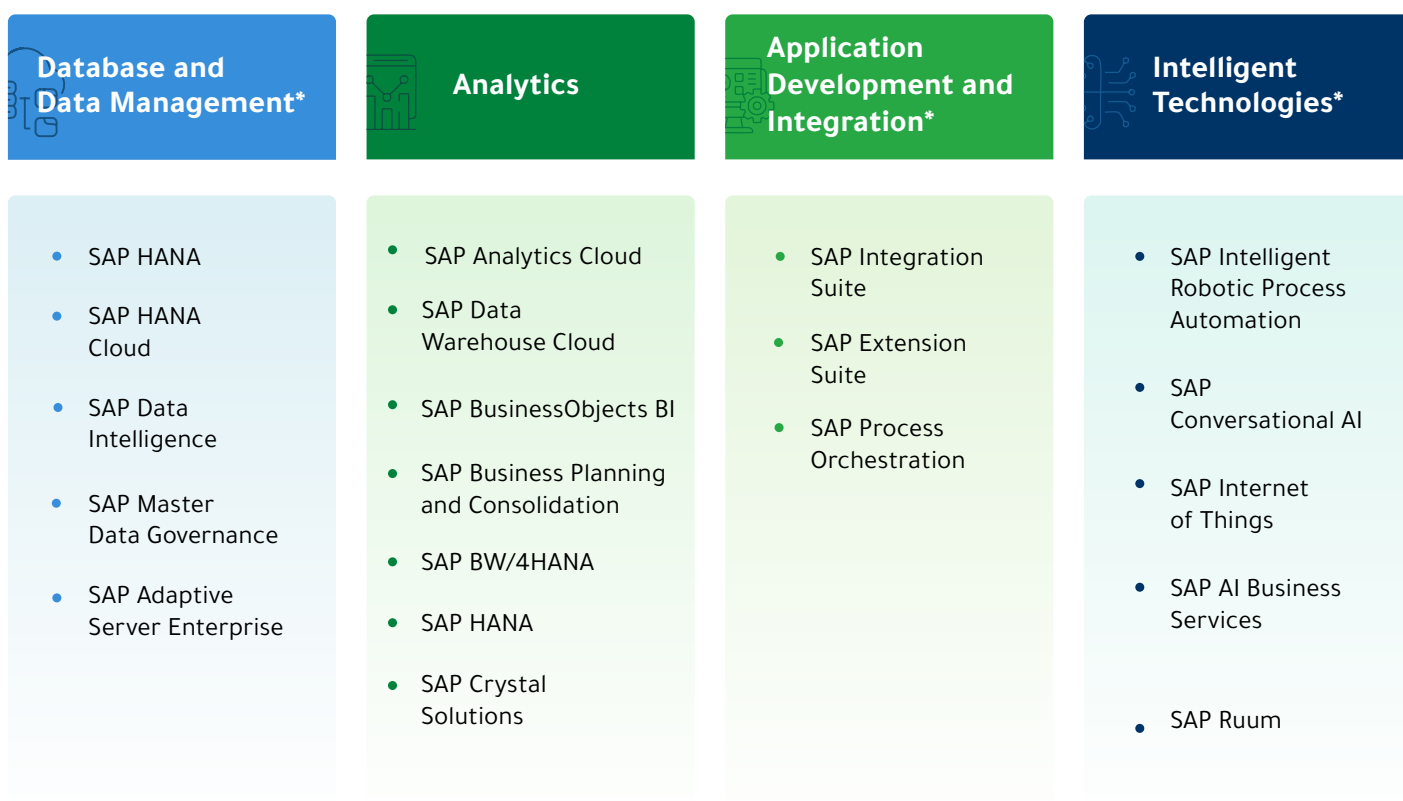 Database and
Data Management*
SAP HANA
SAP HANA
Cloud
SAP Data
Intelligence
SAP Master
Data Governance
SAP Adaptive
Server Enterprise
Analytics
SAP Analytics Cloud
SAP Data
Warehouse Cloud
SAP BusinessObjects BI
SAP Business Planning
and Consolidation
SAP BW/4HANA
SAP HANA
SAP Crystal
Solutions
Application
Development and
Integration*
SAP Integration
Suite
SAP Extension
Suite
SAP Process
Orchestration
Intelligent
Technologies*
SAP Intelligent
Robotic Process
Automation
SAP
Conversational AI
SAP Internet
of Things
SAP AI Business
Services
SAP Ruum